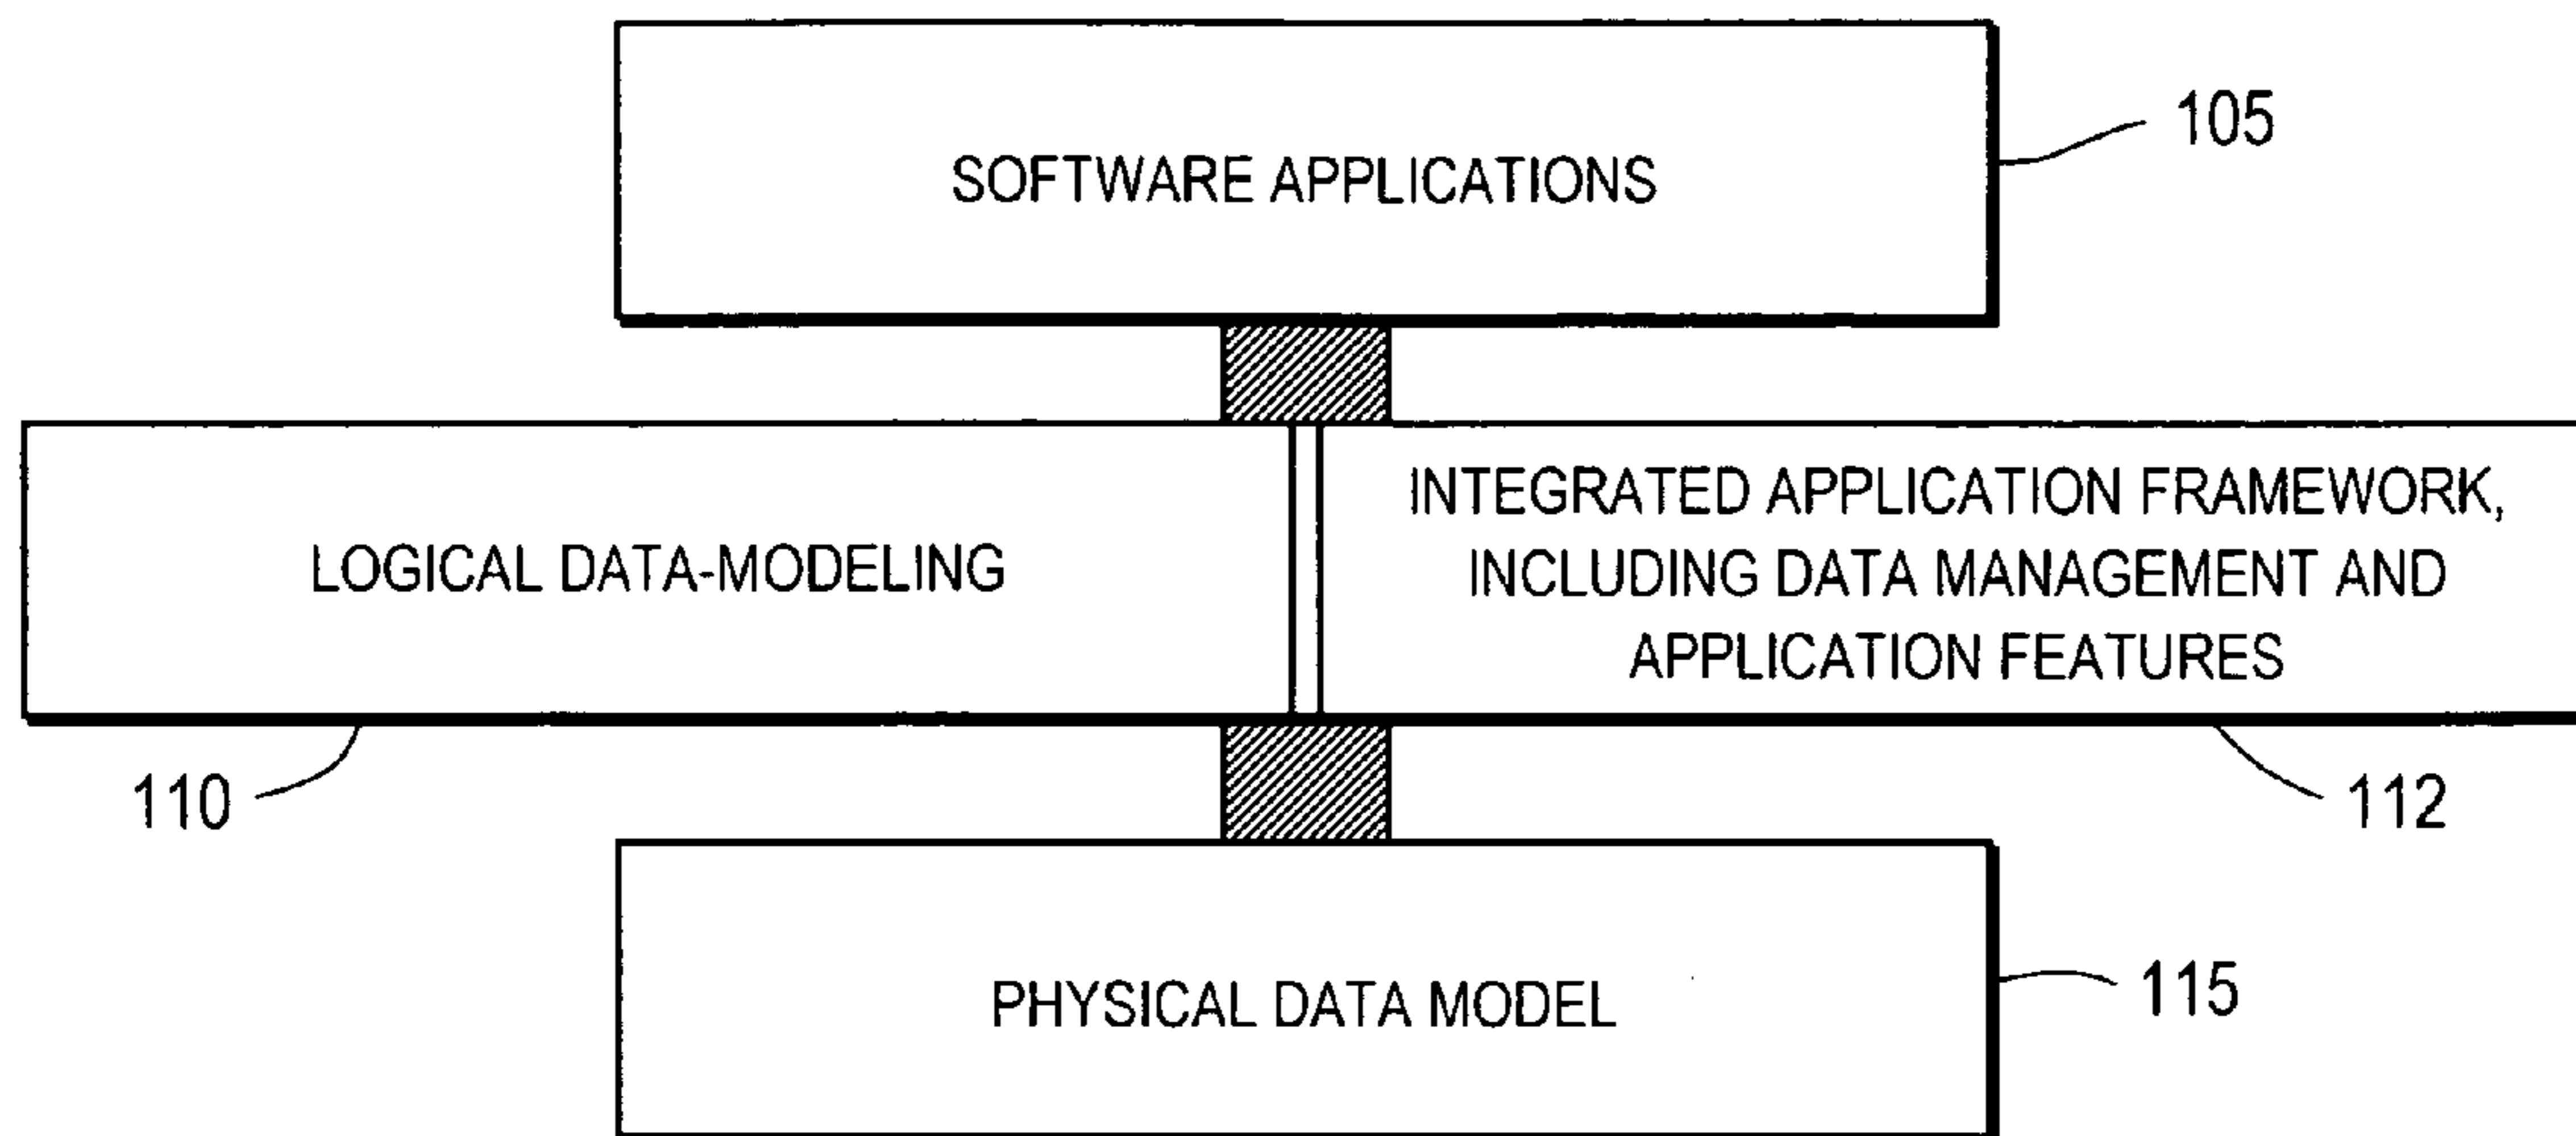 SOFTWARE APPLICATIONS
105
LOGICAL DATA-MODELING
INTEGRATED APPLICATION FRAMEWORK,
INCLUDING DATA MANAGEMENT AND
APPLICATION FEATURES
110
112
PHYSICAL DATA MODEL
115